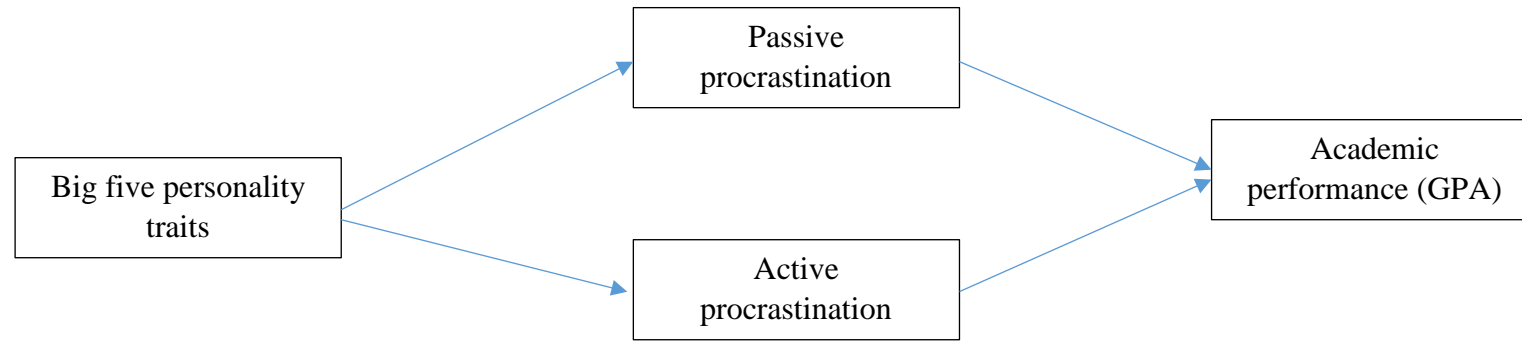 Passive
procrastination
Big five personality
traits
Active
procrastination
Academic
performance (GPA)